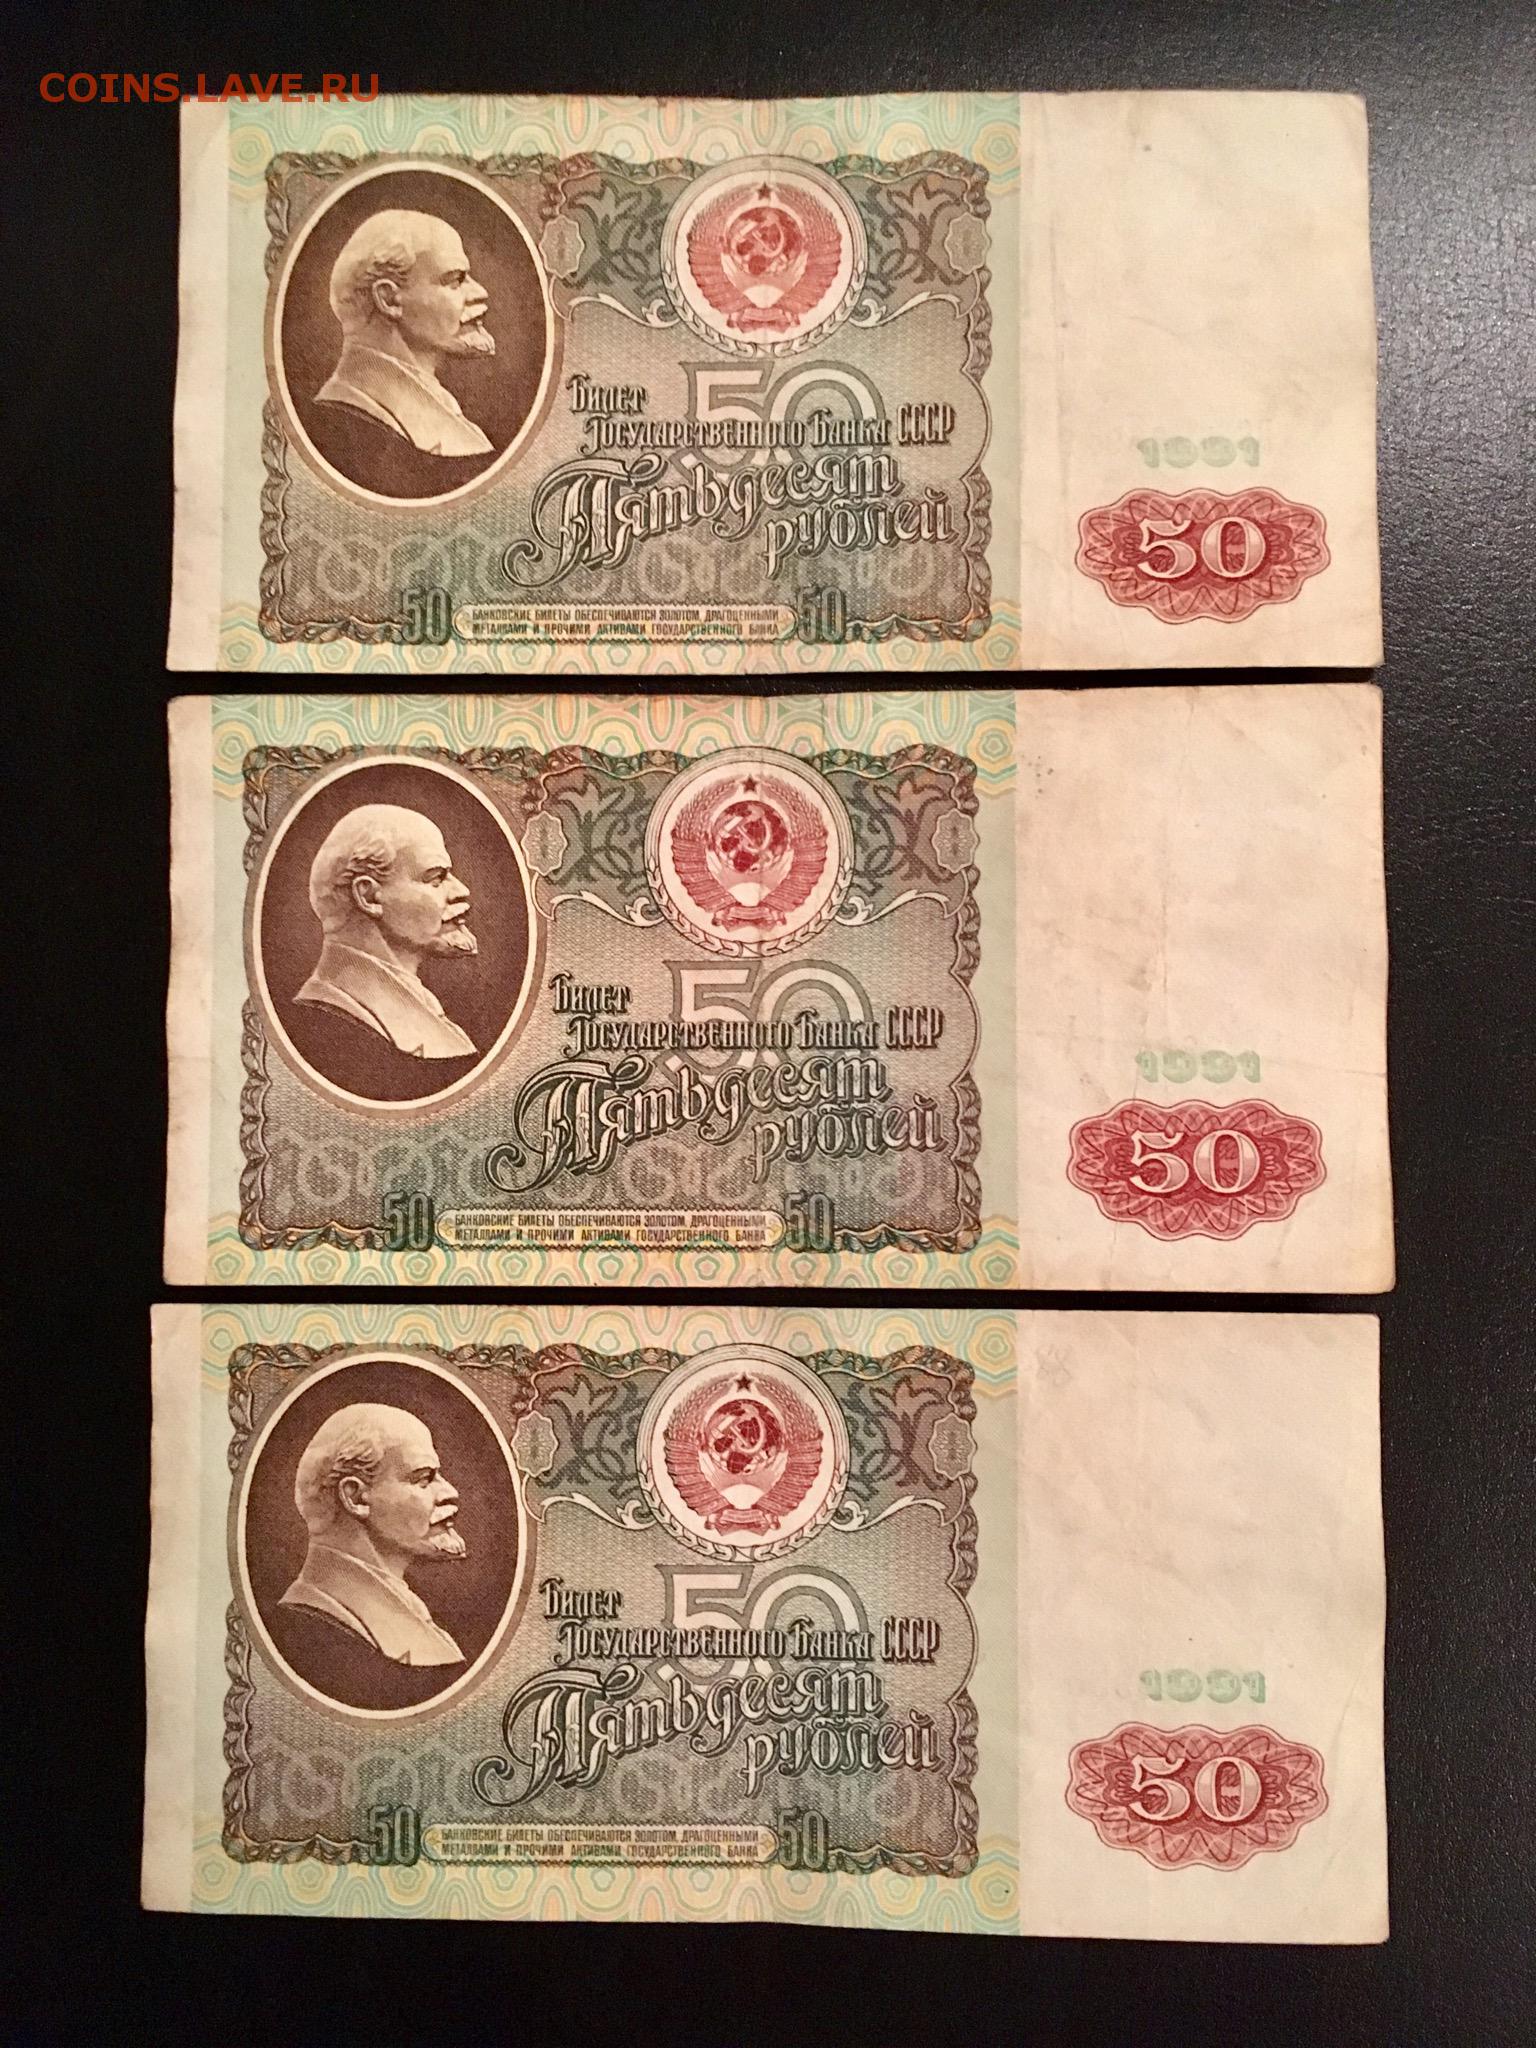 COINS.LAVE.RU
50
Билет
Государственного Банка СССР
Пятьдесят
рублей
1991
50
50 БАНКОВСКИЕ БИЛЕТЫ ОБЕСПЕЧИВАЮТСЯ ЗОЛОТОМ, ДРАГОЦЕННЫМИ 50
МЕТАЛЛАМИ И ПРОЧИМИ АКТИВАМИ ГОСУДАРСТВЕННОГО БАНКА
50
Билет
Государственного Банка СССР
Пятьдесят
рублей
1991
50
50 БАНКОВСКИЕ БИЛЕТЫ ОБЕСПЕЧИВАЮТСЯ ЗОЛОТОМ, ДРАГОЦЕННЫМИ 50
МЕТАЛЛАМИ И ПРОЧИМИ АКТИВАМИ ГОСУДАРСТВЕННОГО БАНКА
50
Билет
Государственного Банка СССР
Пятьдесят
рублей
1991
50
50 БАНКОВСКИЕ БИЛЕТЫ ОБЕСПЕЧИВАЮТСЯ ЗОЛОТОМ, ДРАГОЦЕННЫМИ 50
МЕТАЛЛАМИ И ПРОЧИМИ АКТИВАМИ ГОСУДАРСТВЕННОГО БАНКА